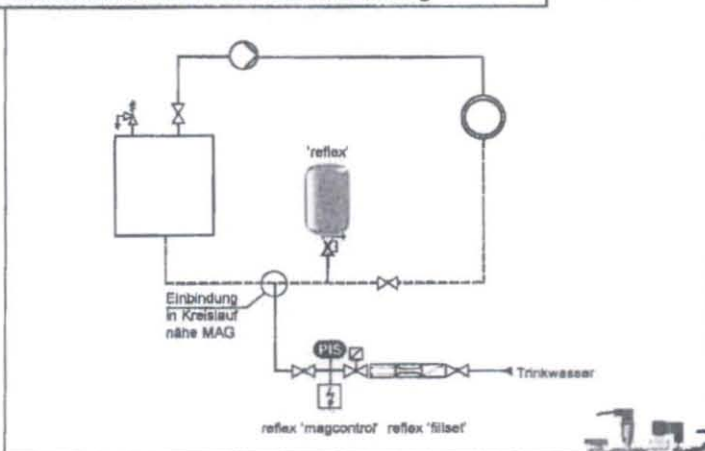 'reflex'
Einbindung
in Kreislauf
nähe MAG
PIS
Trinkwasser
reflex 'magcontrol' reflex 'fillset'